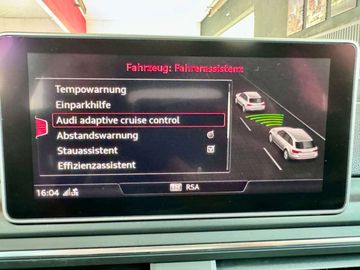 Fahrzeug: Fahrerassistenz
Tempowarnung
Einparkhilfe
Audi adaptive cruise control
Abstandswarnung
Stauassistent
Effizienzassistent
16:04
RSA